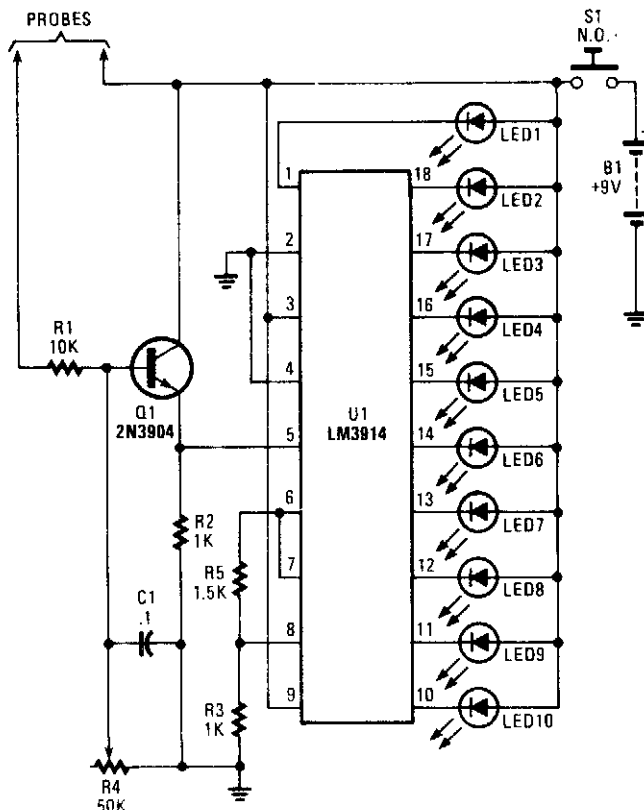 PROBES
S1
N.O.
LED1
B1
+9V
1
18
LED2
2
17
LED3
3
16
LED4
R1
10K
4
15
LED5
Q1
2N3904
U1
LM3914
5
14
LED6
6
13
LED7
R2
1K
R5
1.5K
7
12
LED8
C1
.1
8
11
LED9
R3
1K
9
10
LED10
R4
50K